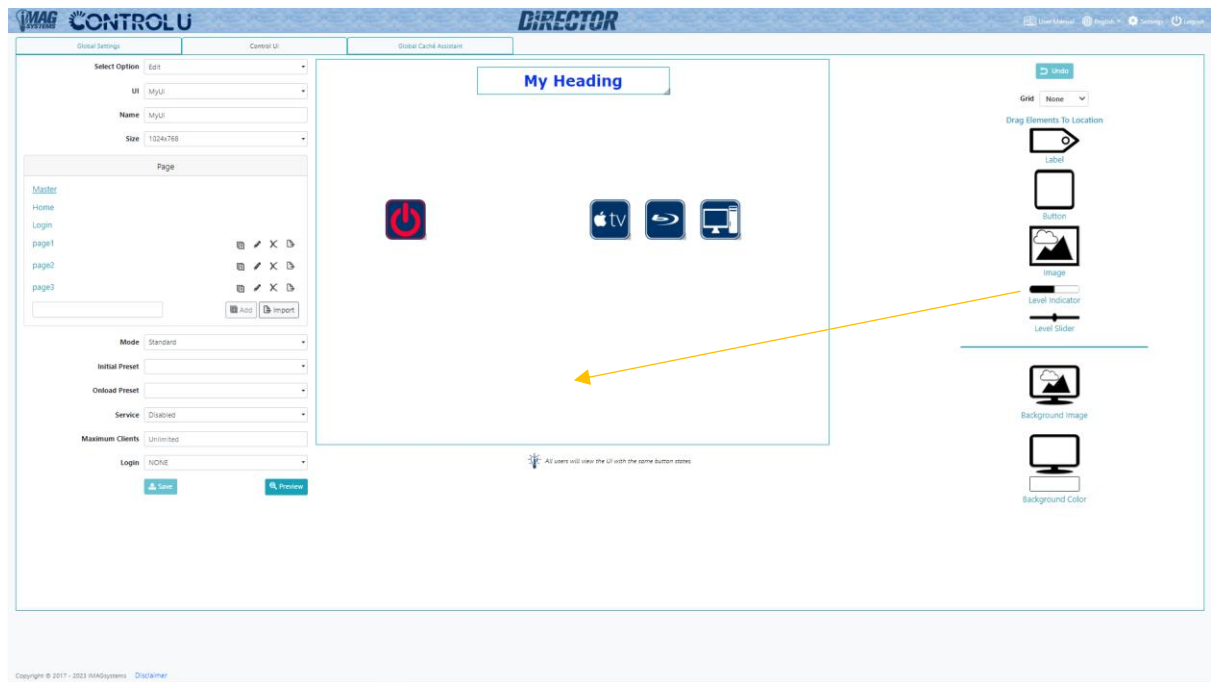 iMAG SYSTEMS CONTROL U DiRECTOR User Manual English Settings Logout
Global Settings Control UI Global Caché Assistant
Select Option Edit
UI MyUI
Name MyUI
Size 1024x768
Page
Master
Home
Login
page1
page2
page3
Add Import
Mode Standard
Initial Preset
Onload Preset
Service Disabled
Maximum Clients Unlimited
Login NONE
Save Preview
My Heading
tv
All users will view the UI with the same button states.
Undo
Grid None
Drag Elements To Location
Label
Button
Image
Level Indicator
Level Slider
Background Image
Background Color
Copyright © 2017 - 2023 iMAGsystems Disclaimer